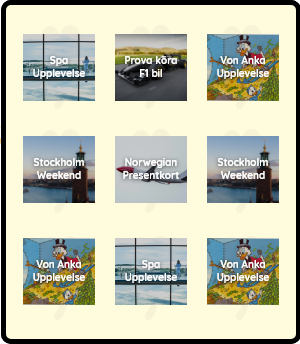 Spa
Upplevelse
Prova köra
F1 bil
Von Anka
Upplevelse
Stockholm
Weekend
Norwegian
Presentkort
Stockholm
Weekend
Von Anka
Upplevelse
Spa
Upplevelse
Von Anka
Upplevelse